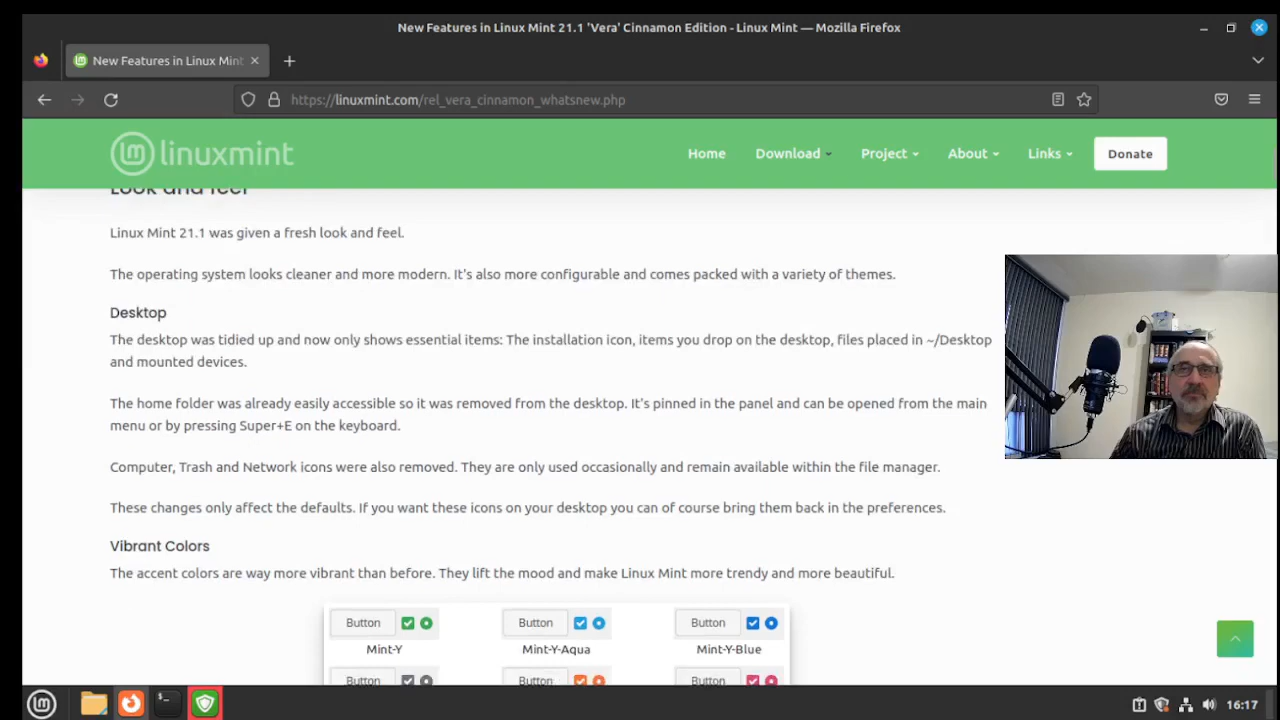 New Features in Linux Mint 21.1 'Vera' Cinnamon Edition - Linux Mint — Mozilla Firefox
New Features in Linux Mint
https://linuxmint.com/rel_vera_cinnamon_whatsnew.php
linuxmint
Home
Download
Project
About
Links
Donate
Look and feel
Linux Mint 21.1 was given a fresh look and feel.
The operating system looks cleaner and more modern. It's also more configurable and comes packed with a variety of themes.
Desktop
The desktop was tidied up and now only shows essential items: The installation icon, items you drop on the desktop, files placed in ~/Desktop
and mounted devices.
The home folder was already easily accessible so it was removed from the desktop. It's pinned in the panel and can be opened from the main
menu or by pressing Super+E on the keyboard.
Computer, Trash and Network icons were also removed. They are only used occasionally and remain available within the file manager.
These changes only affect the defaults. If you want these icons on your desktop you can of course bring them back in the preferences.
Vibrant Colors
The accent colors are way more vibrant than before. They lift the mood and make Linux Mint more trendy and more beautiful.
Button
Button
Button
Mint-Y
Mint-Y-Aqua
Mint-Y-Blue
Button
Button
Button
16:17